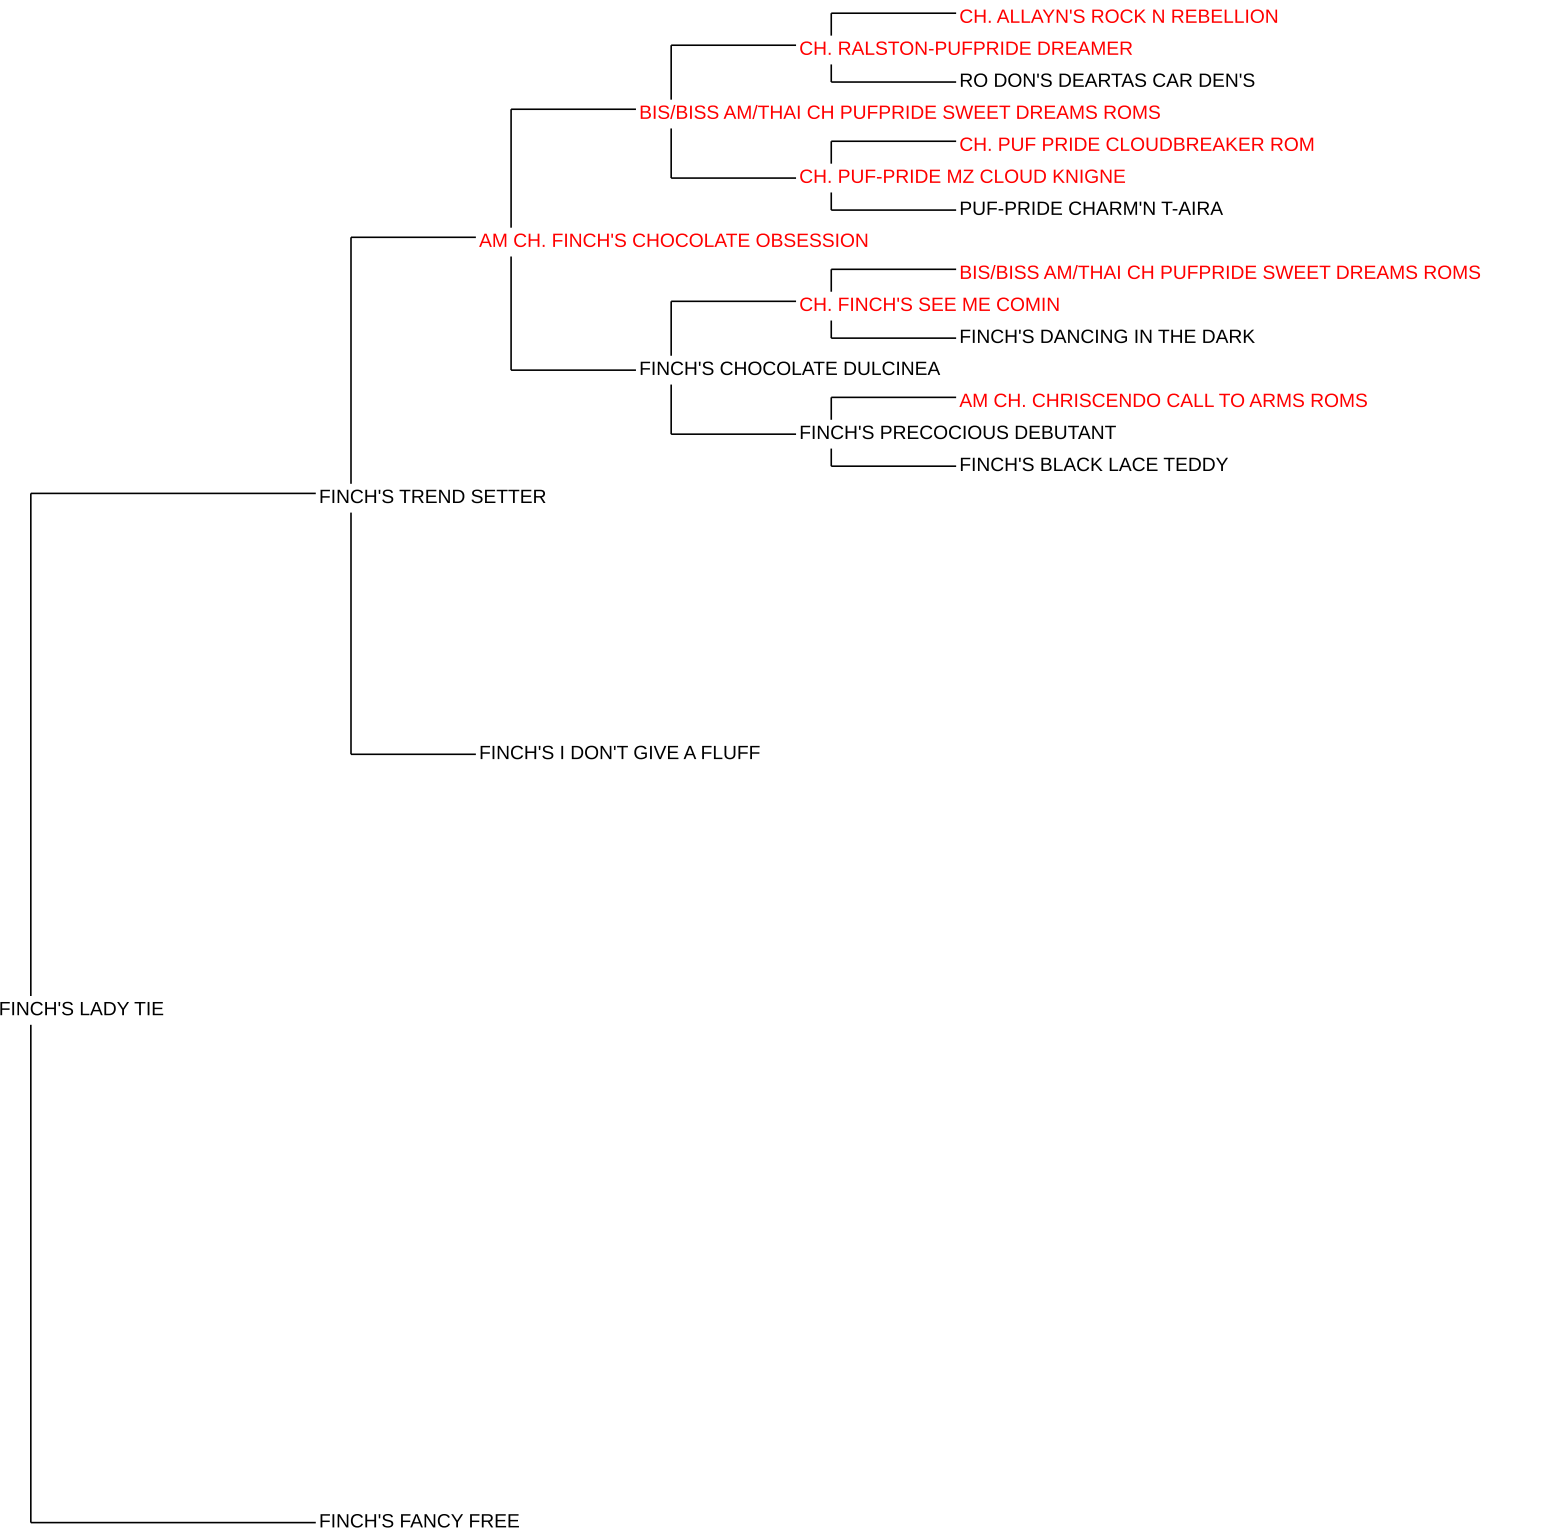 CH. ALLAYN'S ROCK N REBELLION
CH. RALSTON-PUFPRIDE DREAMER
RO DON'S DEARTAS CAR DEN'S
BIS/BISS AM/THAI CH PUFPRIDE SWEET DREAMS ROMS
CH. PUF PRIDE CLOUDBREAKER ROM
CH. PUF-PRIDE MZ CLOUD KNIGNE
PUF-PRIDE CHARM'N T-AIRA
AM CH. FINCH'S CHOCOLATE OBSESSION
BIS/BISS AM/THAI CH PUFPRIDE SWEET DREAMS ROMS
CH. FINCH'S SEE ME COMIN
FINCH'S DANCING IN THE DARK
FINCH'S CHOCOLATE DULCINEA
AM CH. CHRISCENDO CALL TO ARMS ROMS
FINCH'S PRECOCIOUS DEBUTANT
FINCH'S BLACK LACE TEDDY
FINCH'S TREND SETTER
FINCH'S I DON'T GIVE A FLUFF
FINCH'S LADY TIE
FINCH'S FANCY FREE